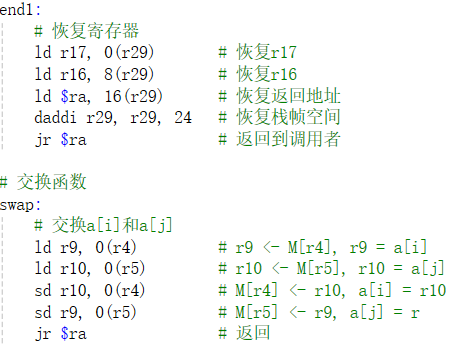 end1:
    # 恢复寄存器
    ld r17, 0(r29)        # 恢复r17
    ld r16, 8(r29)        # 恢复r16
    ld $ra, 16(r29)       # 恢复返回地址
    daddi r29, r29, 24    # 恢复栈帧空间
    jr $ra                # 返回到调用者

# 交换函数
swap:
    # 交换a[i]和a[j]
    ld r9, 0(r4)          # r9 <- M[r4], r9 = a[i]
    ld r10, 0(r5)         # r10 <- M[r5], r10 = a[j]
    sd r10, 0(r4)         # M[r4] <- r10, a[i] = r10
    sd r9, 0(r5)          # M[r5] <- r9, a[j] = r
    jr $ra                # 返回